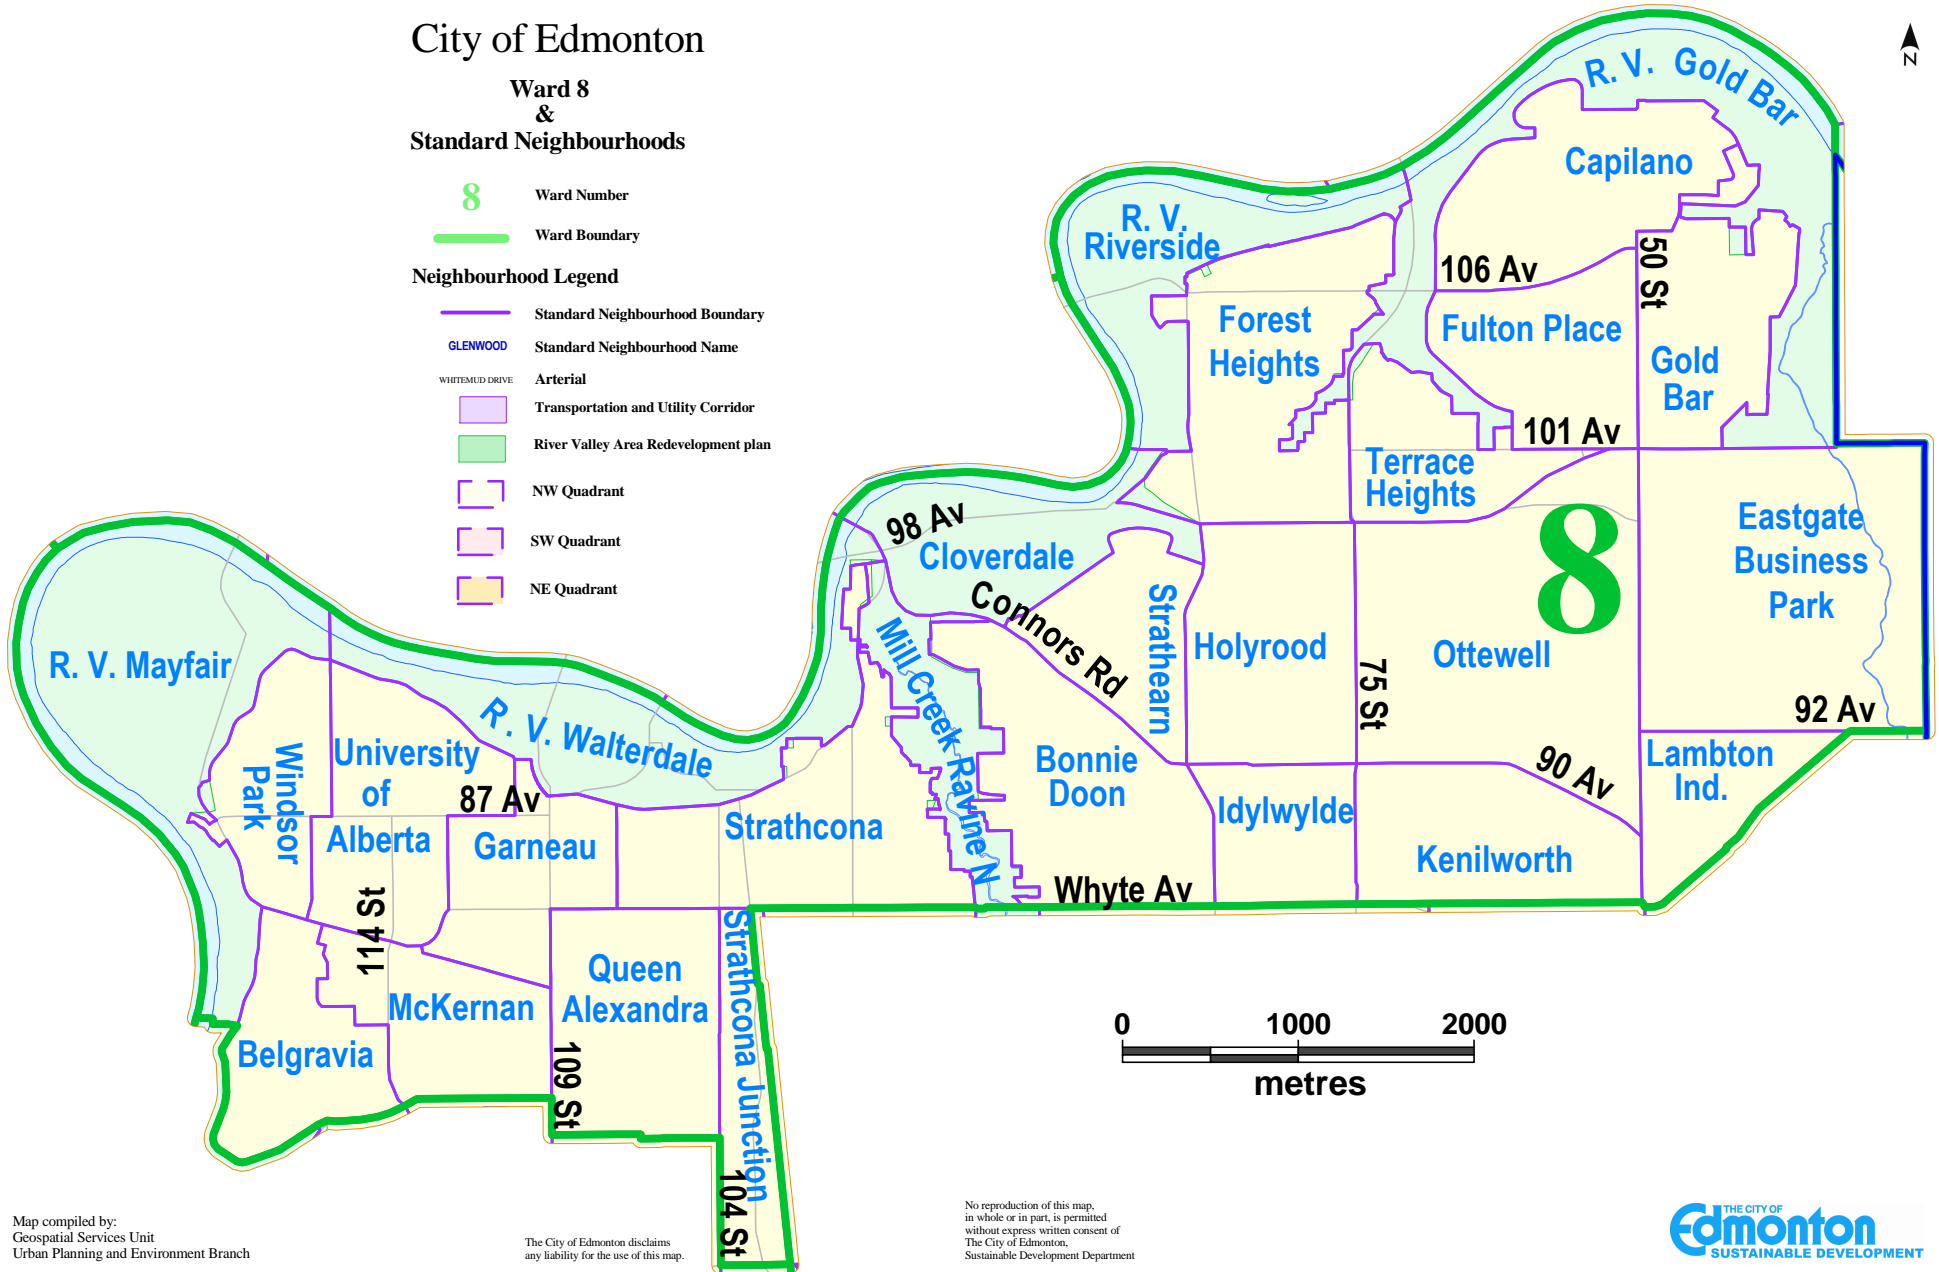 City of Edmonton
Ward 8
&
Standard Neighbourhoods
8
Ward Number
Ward Boundary
Neighbourhood Legend
Standard Neighbourhood Boundary
GLENWOOD
Standard Neighbourhood Name
WHITEMUD DRIVE
Arterial
Transportation and Utility Corridor
River Valley Area Redevelopment plan
NW Quadrant
SW Quadrant
NE Quadrant
Z
R. V. Gold Bar
Capilano
R. V.
Riverside
106 Av
50 St
Forest
Heights
Fulton Place
Gold
Bar
101 Av
Terrace
Heights
98 Av
Cloverdale
8
Eastgate
Business
Park
Connors Rd
Strathearn
Holyrood
75 St
Ottewell
Mill Creek Ravine N
R. V. Mayfair
R. V. Walterdale
92 Av
Windsor
Park
University
of
Alberta
87 Av
Garneau
Strathcona
Bonnie
Doon
Idylwylde
90 Av
Lambton
Ind.
Kenilworth
Whyte Av
114 St
Queen
Alexandra
McKernan
Belgravia
109 St
Strathcona Junction
104 St
0 1000 2000
metres
Map compiled by:
Geospatial Services Unit
Urban Planning and Environment Branch
The City of Edmonton disclaims
any liability for the use of this map.
No reproduction of this map,
in whole or in part, is permitted
without express written consent of
The City of Edmonton,
Sustainable Development Department
THE CITY OF
Edmonton
SUSTAINABLE DEVELOPMENT